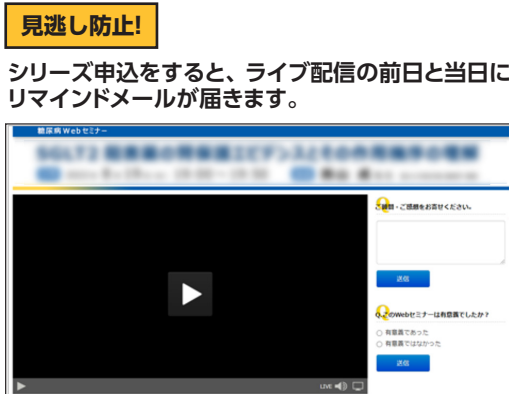 見逃し防止!
シリーズ申込をすると、ライブ配信の前日と当日に
リマインドメールが届きます。
糖尿病Webセミナー
ご質問・ご感想をお寄せください。
送信
Q.このWebセミナーは有意義でしたか？
有意義であった
有意義ではなかった
送信
LIVE